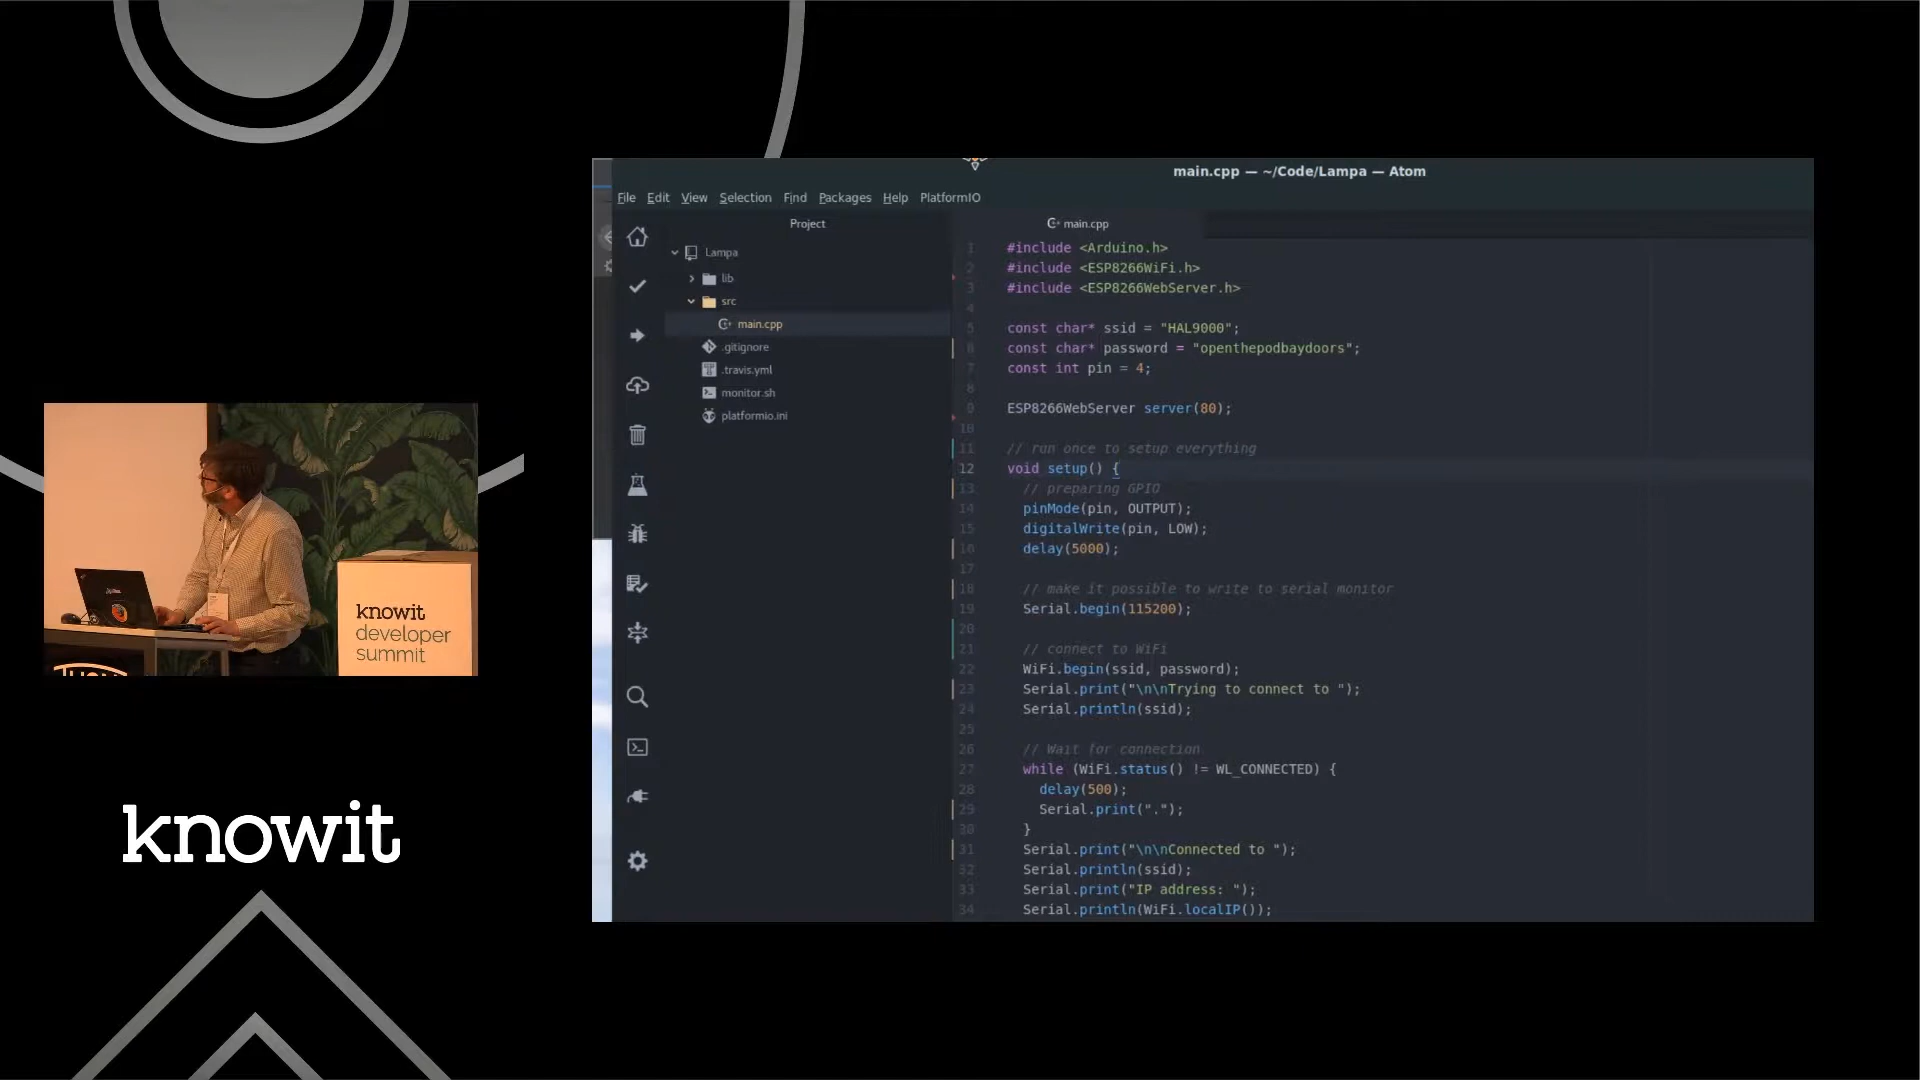 main.cpp — ~/Code/Lampa — Atom
File Edit View Selection Find Packages Help PlatformIO
Project
main.cpp
Lampa
lib
src
main.cpp
.gitignore
.travis.yml
monitor.sh
platformio.ini
1 #include <Arduino.h>
2 #include <ESP8266WiFi.h>
3 #include <ESP8266WebServer.h>
4
5 const char* ssid = "HAL9000";
6 const char* password = "openthepodbaydoors";
7 const int pin = 4;
8
9 ESP8266WebServer server(80);
10
11 // run once to setup everything
12 void setup() {
13 // preparing GPIO
14 pinMode(pin, OUTPUT);
15 digitalWrite(pin, LOW);
16 delay(5000);
17
18 // make it possible to write to serial monitor
19 Serial.begin(115200);
20
21 // connect to WiFi
22 WiFi.begin(ssid, password);
23 Serial.print("\n\nTrying to connect to ");
24 Serial.println(ssid);
25
26 // Wait for connection
27 while (WiFi.status() != WL_CONNECTED) {
28 delay(500);
29 Serial.print(".");
30 }
31 Serial.print("\n\nConnected to ");
32 Serial.println(ssid);
33 Serial.print("IP address: ");
34 Serial.println(WiFi.localIP());
knowit
developer
summit
knowit